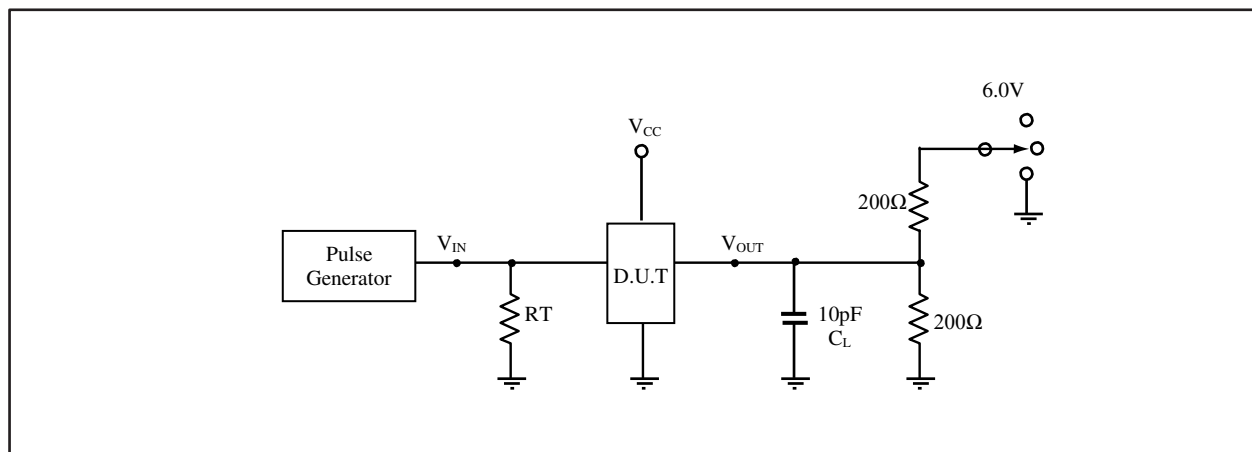 6.0V
V_CC
200Ω
Pulse
Generator
V_IN
RT
D.U.T
V_OUT
10pF
C_L
200Ω